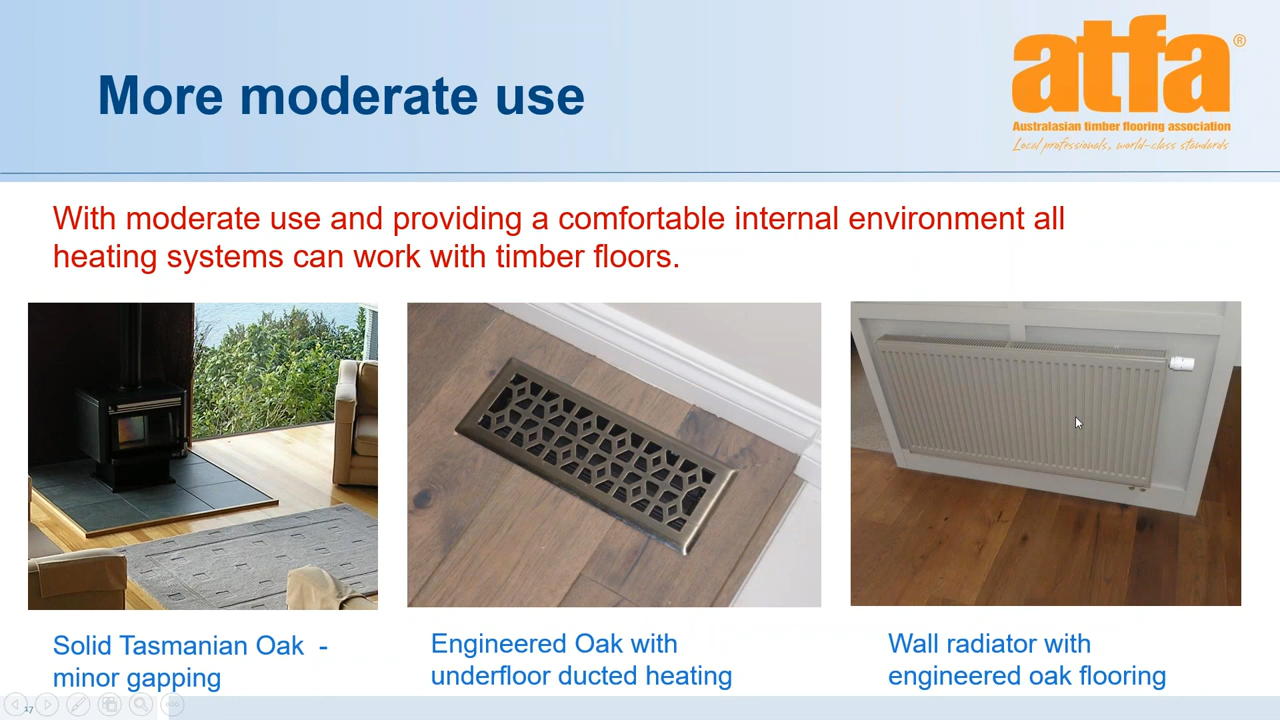 More moderate use
atfa®
Australasian timber flooring association
Local professionals, world-class standards
With moderate use and providing a comfortable internal environment all
heating systems can work with timber floors.
Solid Tasmanian Oak -
minor gapping
Engineered Oak with
underfloor ducted heating
Wall radiator with
engineered oak flooring
17